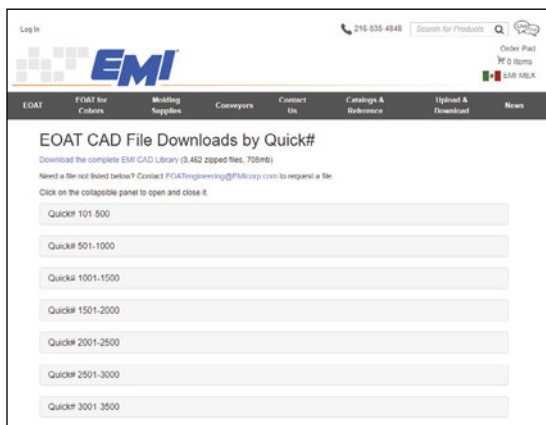 Log In
216-535-4848
Search for Products
Live Chat
Order Pad
0 Items
EMI MEX
EMI
EOAT
EOAT for Cobots
Molding Supplies
Conveyors
Contact Us
Catalogs & Reference
Upload & Download
News
EOAT CAD File Downloads by Quick#
Download the complete EMI CAD Library (3,462 zipped files, 705mb)
Need a file not listed below? Contact EOATengineering@EMIcorp.com to request a file.
Click on the collapsible panel to open and close it.
Quick# 101-500
Quick# 501-1000
Quick# 1001-1500
Quick# 1501-2000
Quick# 2001-2500
Quick# 2501-3000
Quick# 3001-3500